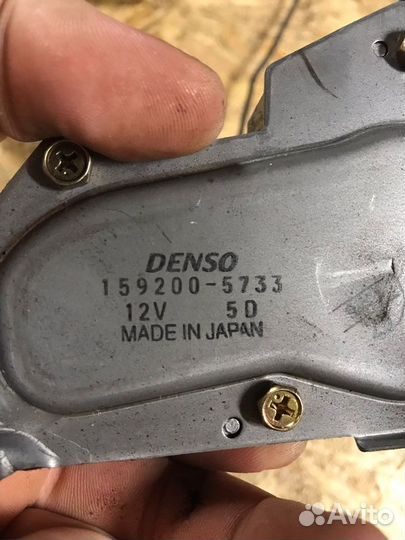 DENSO
159200-5733
12V 5D
MADE IN JAPAN
Avito